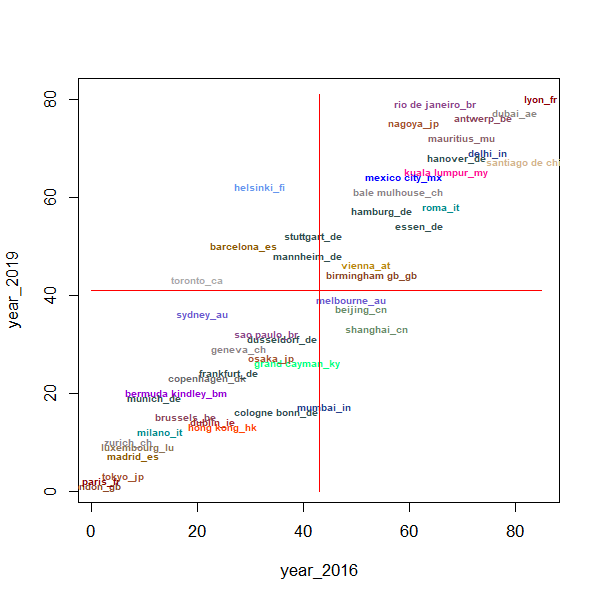 80
60
40
20
0
year_2019
lyon_fr
rio de janeiro_br
dubai_ae
antwerp_be
nagoya_jp
mauritius_mu
delhi_in
hanover_de
santiago de ch
kuala lumpur_my
mexico city_mx
helsinki_fi
bale mulhouse_ch
roma_it
hamburg_de
essen_de
stuttgart_de
barcelona_es
mannheim_de
vienna_at
birmingham gb_gb
toronto_ca
melbourne_au
beijing_cn
sydney_au
shanghai_cn
sao paulo_br
dusseldorf_de
geneva_ch
osaka_jp
grand cayman_ky
frankfurt_de
copenhagen_dk
bermuda kindley_bm
munich_de
mumbai_in
cologne bonn_de
brussels_be
dublin_ie
hong kong_hk
milano_it
zurich_ch
luxembourg_lu
madrid_es
tokyo_jp
paris_fr
ndon_gb
0 20 40 60 80
year_2016